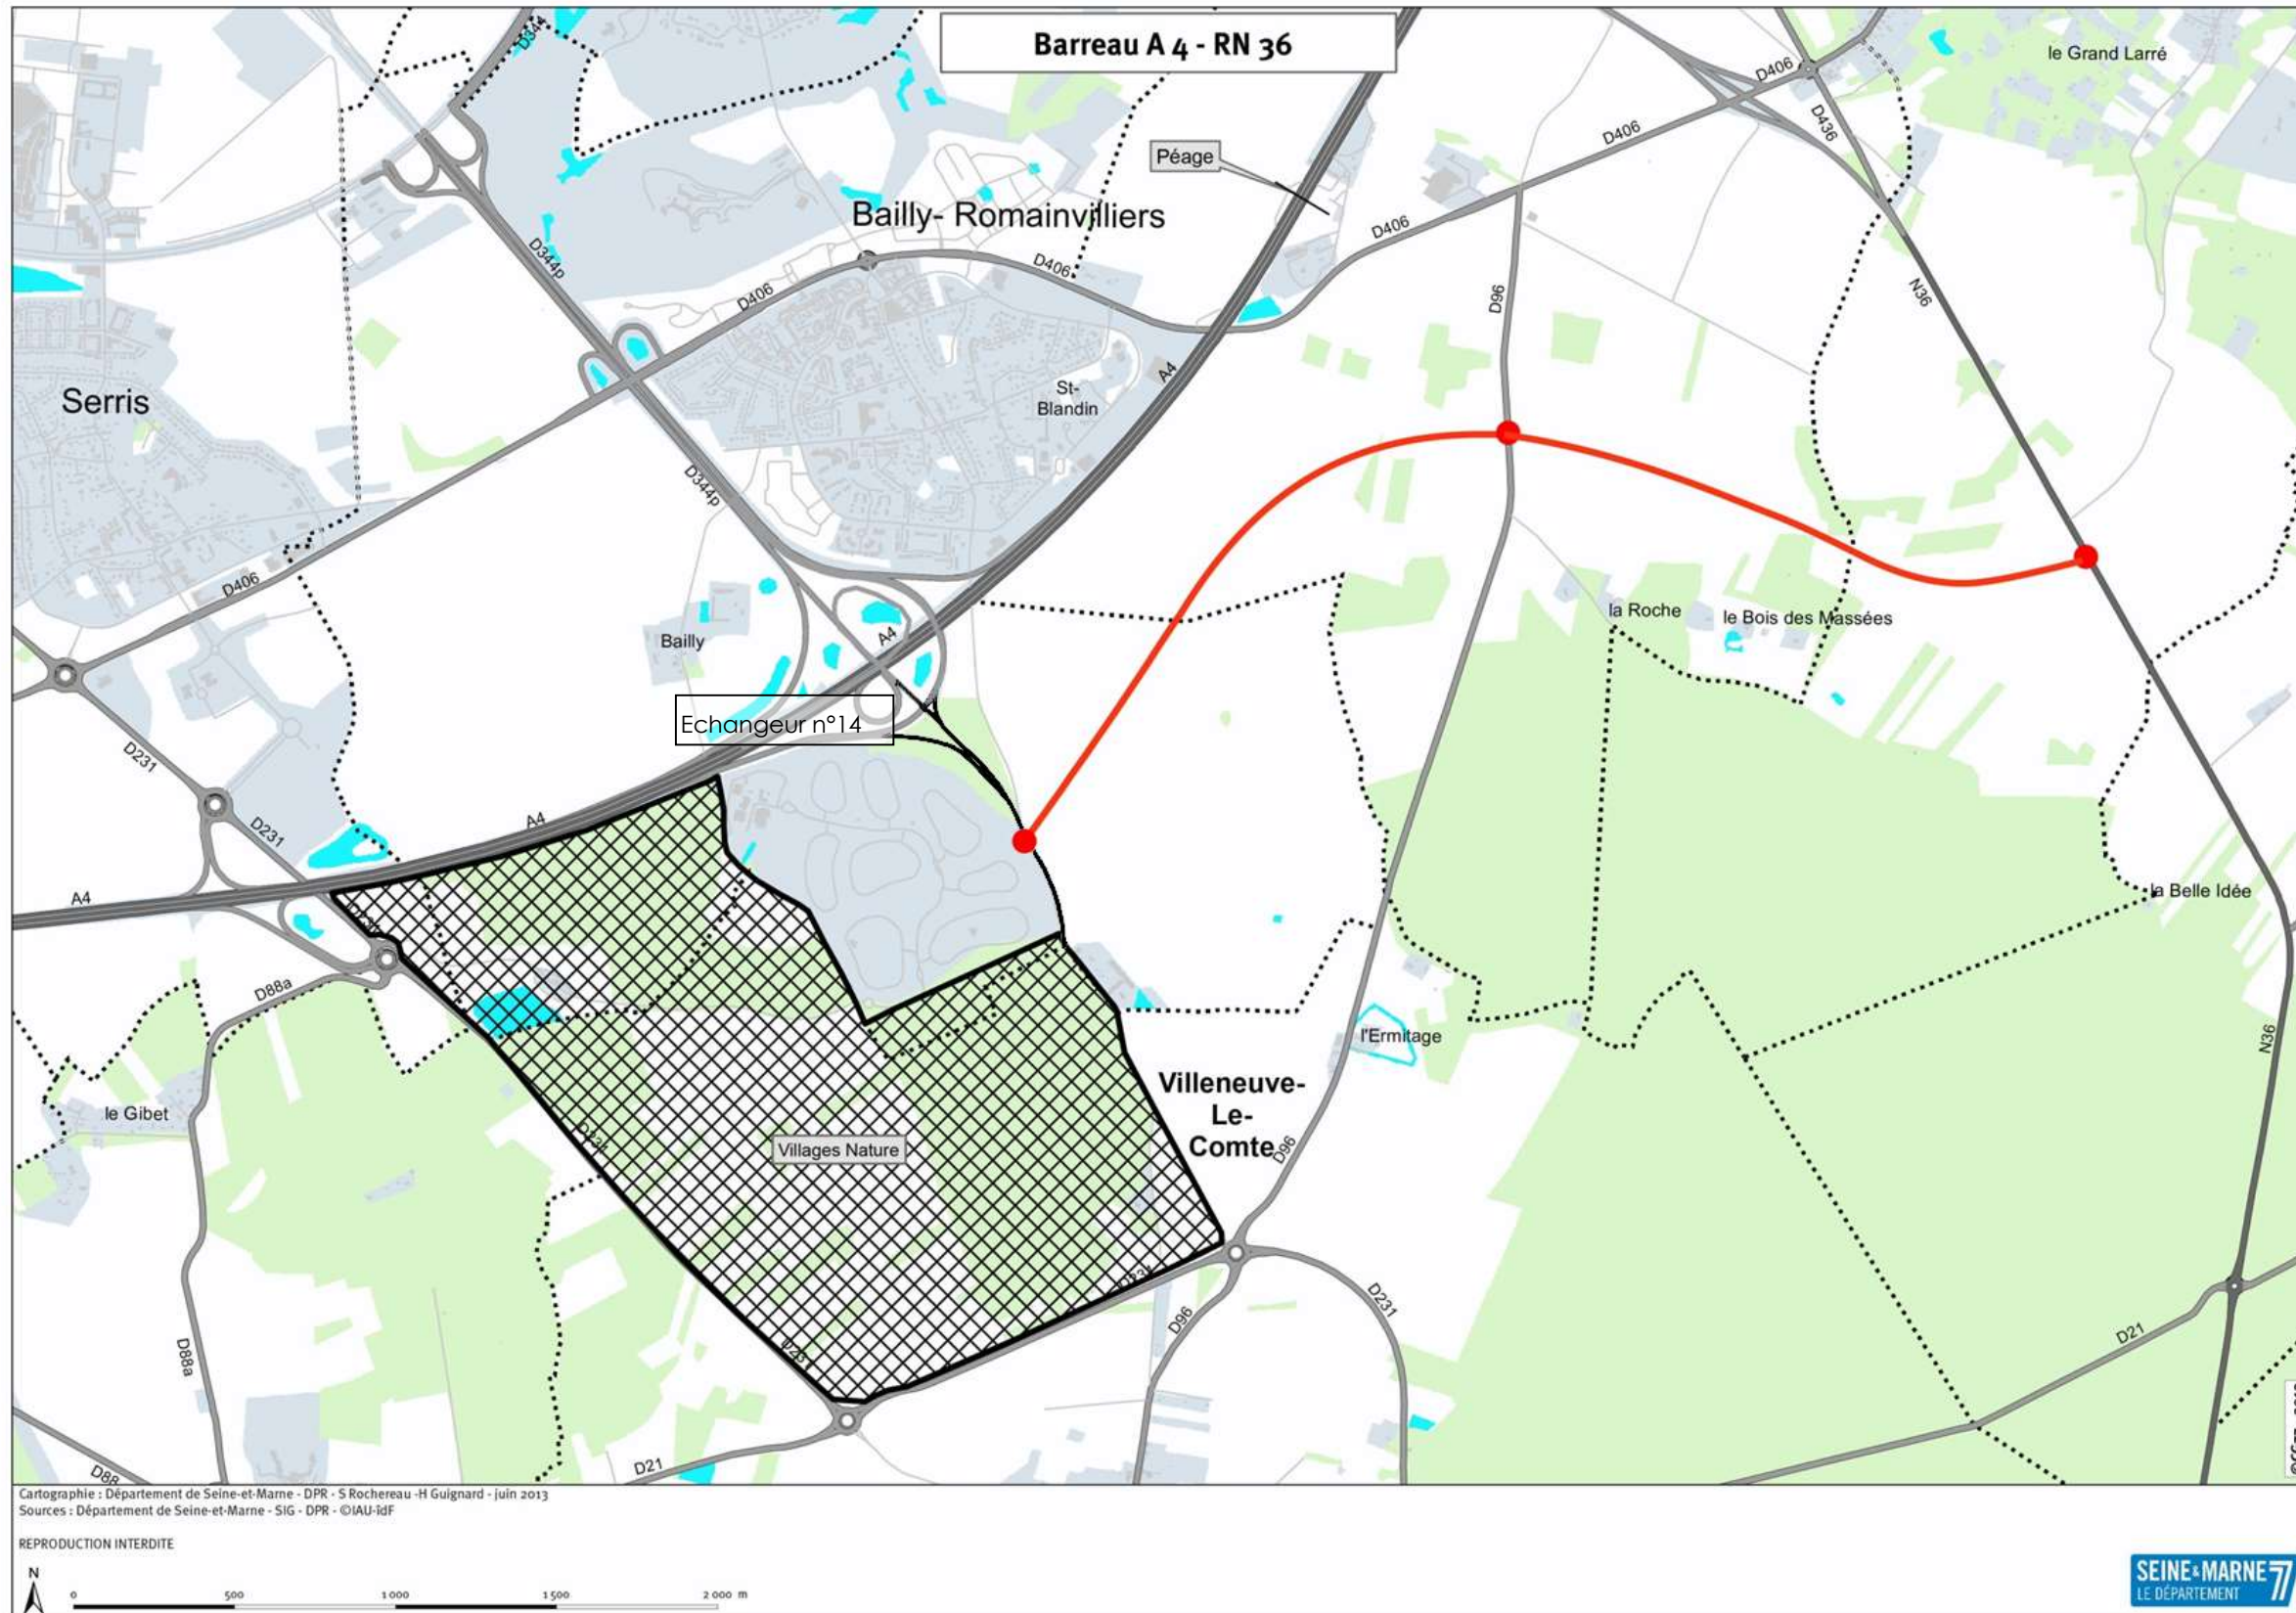 Barreau A 4 - RN 36
le Grand Larré
D344
D406
D436
D406
Péage
Bailly- Romainvilliers
D406
D344p
D406
D406
D96
N36
Serris
St-
Blandin
A4
D344p
D406
Bailly
A4
la Roche
le Bois des Massées
Echangeur n°14
D231
A4
D231
A4
la Belle Idée
D231
D88a
l'Ermitage
N36
le Gibet
Villeneuve-
Le-
Comte
D231
Villages Nature
D96
D231
D231
D96
D21
D88a
D231
D21
D88
Cartographie : Département de Seine-et-Marne - DPR - S Rochereau -H Guignard - juin 2013
Sources : Département de Seine-et-Marne - SIG - DPR - ©IAU-îdF
REPRODUCTION INTERDITE
N
0 500 1 000 1 500 2 000 m
SEINE&MARNE 77
LE DÉPARTEMENT